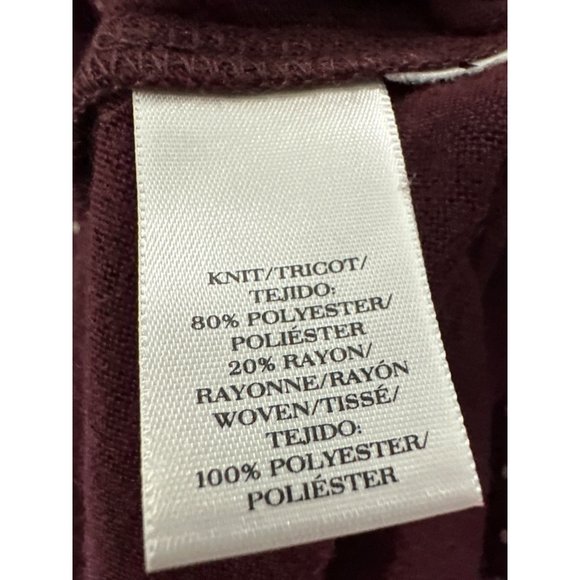 KNIT/TRICOT/
TEJIDO:
80% POLYESTER/
POLIÉSTER
20% RAYON/
RAYONNE/RAYÓN
WOVEN/TISSÉ/
TEJIDO:
100% POLYESTER/
POLIÉSTER